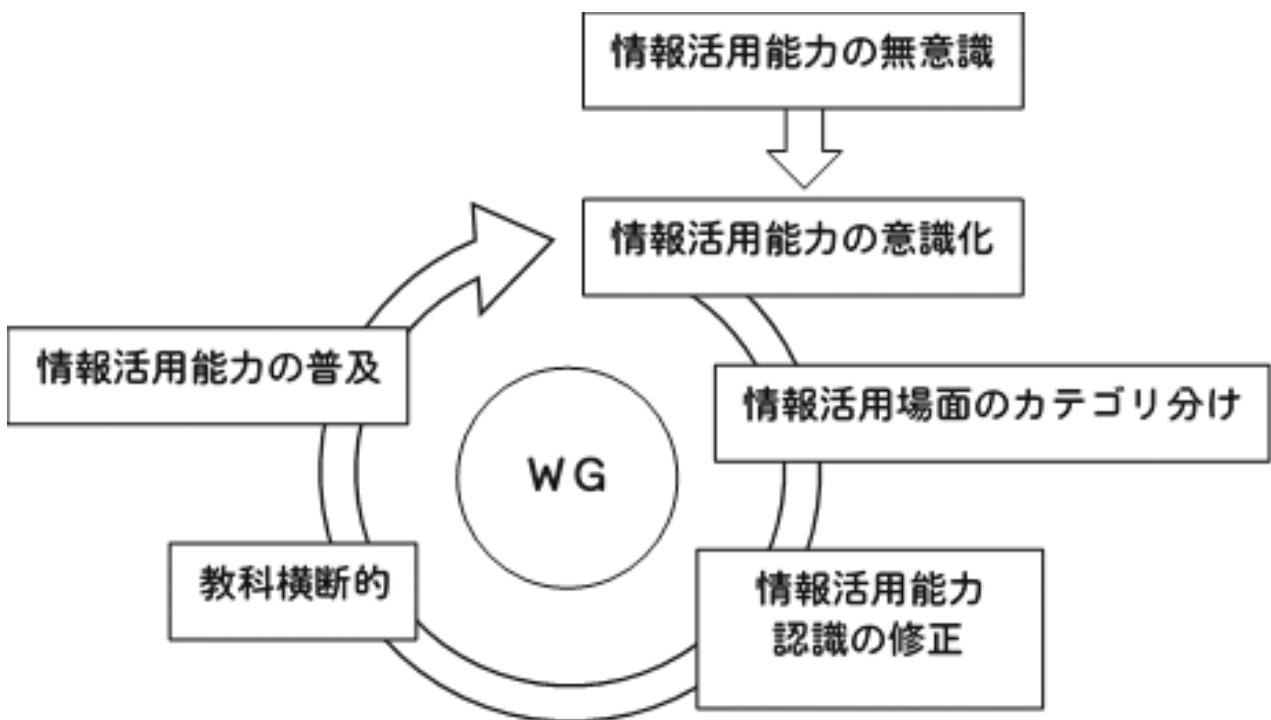 情報活用能力の無意識
情報活用能力の意識化
情報活用能力の普及
情報活用場面のカテゴリ分け
ＷＧ
教科横断的
情報活用能力
認識の修正